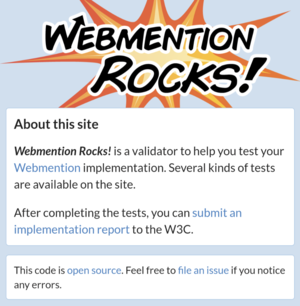 WEBMENTION
ROCKS!
About this site
Webmention Rocks! is a validator to help you test your
Webmention implementation. Several kinds of tests
are available on the site.
After completing the tests, you can submit an
implementation report to the W3C.
This code is open source. Feel free to file an issue if you notice
any errors.